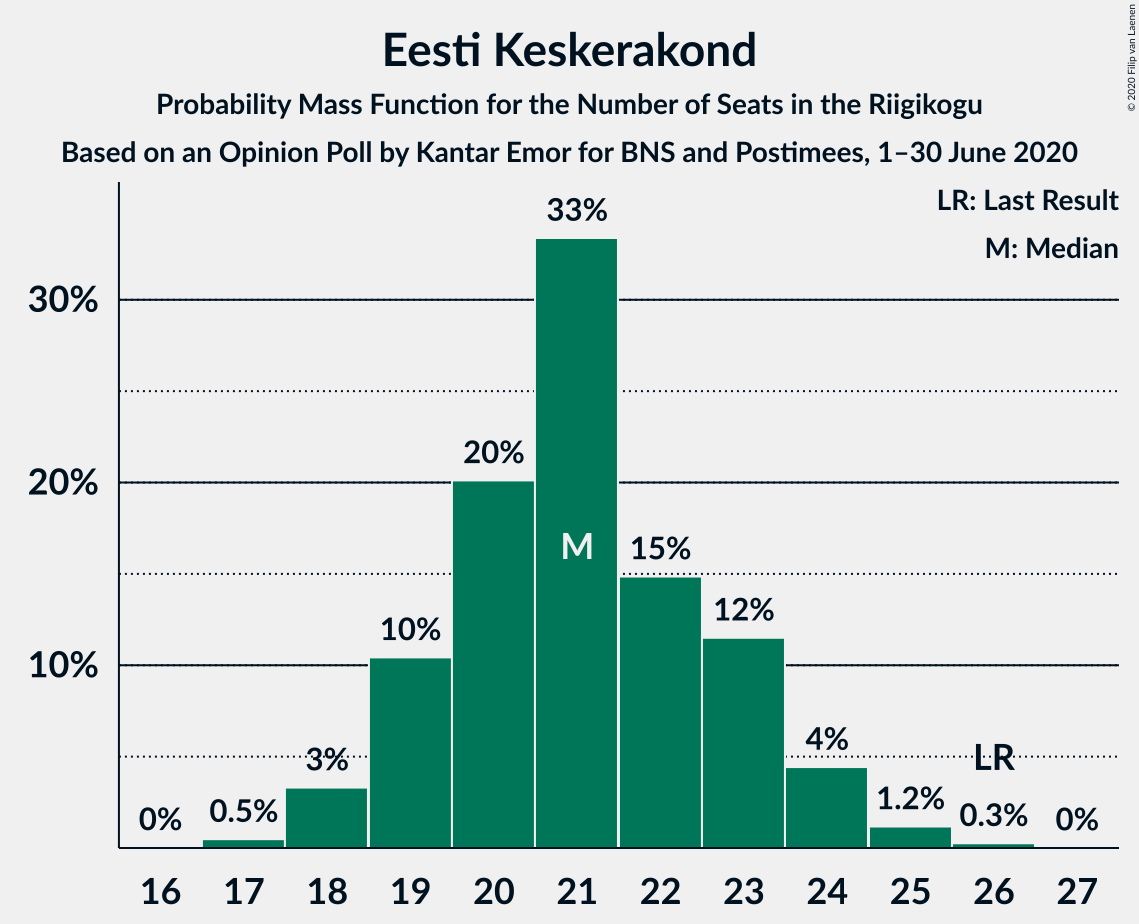 Eesti Keskerakond
Probability Mass Function for the Number of Seats in the Riigikogu
Based on an Opinion Poll by Kantar Emor for BNS and Postimees, 1–30 June 2020
© 2020 Filip van Laenen
LR: Last Result
M: Median
30%
20%
10%
0%
0.5%
3%
10%
20%
33%
M
15%
12%
4%
1.2%
LR
0.3%
0%
16 17 18 19 20 21 22 23 24 25 26 27